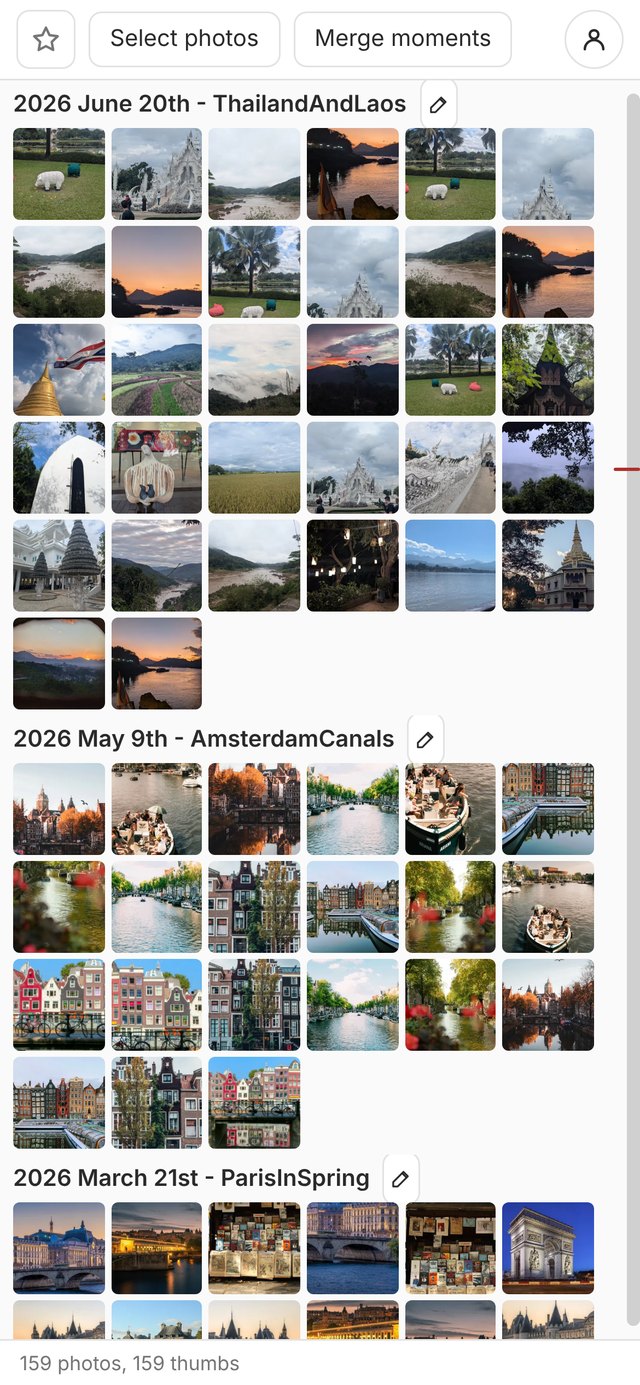 Select photos
Merge moments
2026 June 20th - ThailandAndLaos
2026 May 9th - AmsterdamCanals
2026 March 21st - ParisInSpring
159 photos, 159 thumbs